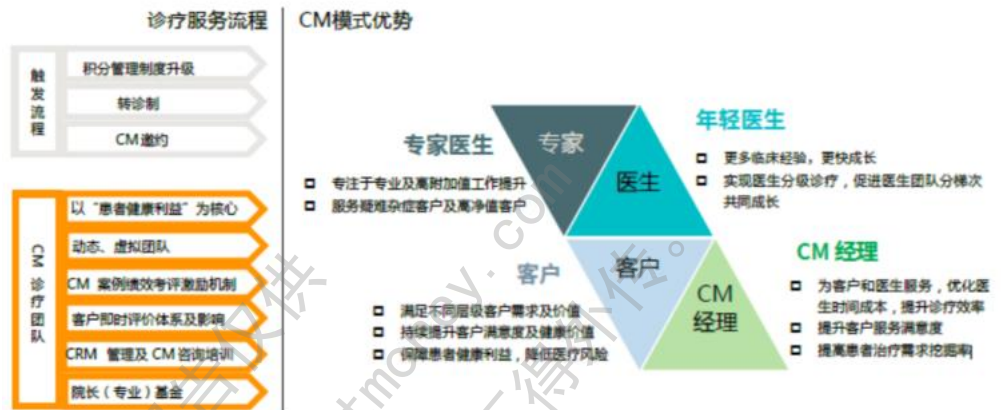 诊疗服务流程
CM模式优势
触发流程
积分管理制度升级
转诊制
CM邀约
CM诊疗团队
以“患者健康利益”为核心
动态、虚拟团队
CM 案例绩效考评激励机制
客户即时评价体系及影响
CRM 管理及CM咨询培训
院长（专业）基金
专家医生
专注于专业及高附加值工作提升
服务疑难杂症客户及高净值客户
专家
医生
年轻医生
更多临床经验，更快成长
实现医生分级诊疗，促进医生团队分梯次
共同成长
客户
满足不同层级客户需求及价值
持续提升客户满意度及健康价值
保障患者健康利益，降低医疗风险
客户
CM
经理
CM 经理
为客户和医生服务，优化医
生时间成本，提升诊疗效率
提升客户服务满意度
提高患者治疗需求挖掘率